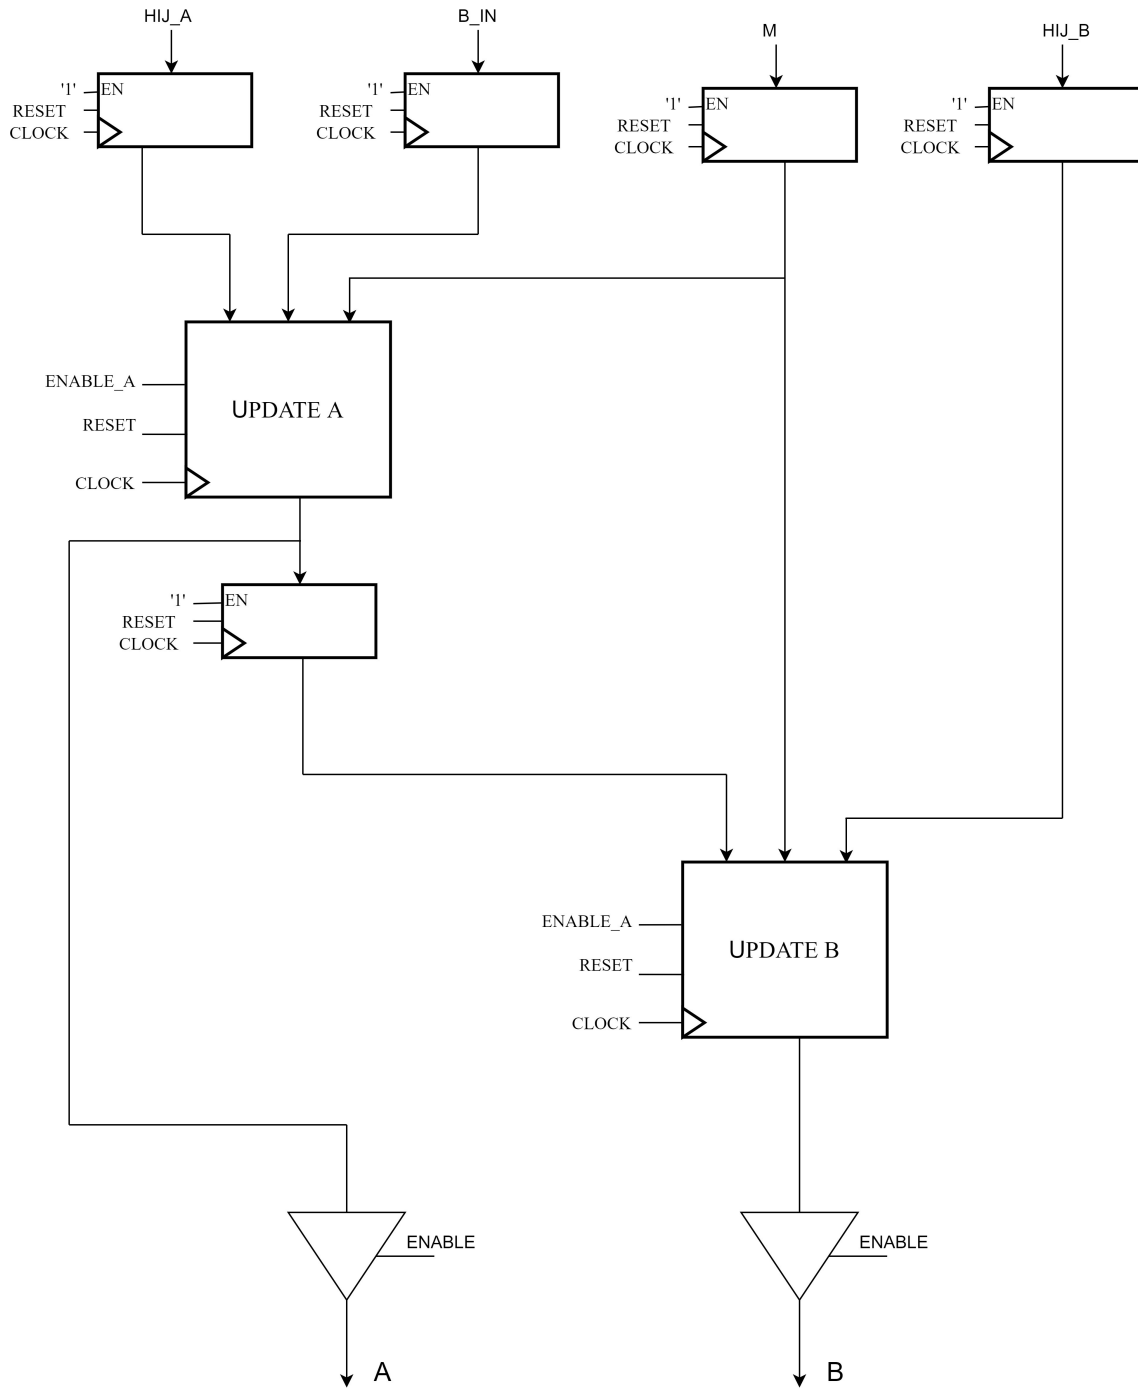 HIJ_A
B_IN
M
HIJ_B
'1' EN
RESET
CLOCK
'1' EN
RESET
CLOCK
'1' EN
RESET
CLOCK
'1' EN
RESET
CLOCK
ENABLE_A
RESET
CLOCK
UPDATE A
'1' EN
RESET
CLOCK
ENABLE_A
RESET
CLOCK
UPDATE B
ENABLE
ENABLE
A
B